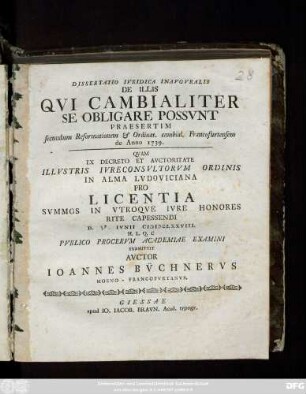 28
DISSERTATIO IVRIDICA INAVGVRALIS
DE ILLIS
QVI CAMBIALITER
SE OBLIGARE POSSVNT
PRAESERTIM
secundum Reformationem & Ordinat. cambial. Francofurtensem
de Anno 1739.
QVAM
EX DECRETO ET AVCTORITATE
ILLVSTRIS IVRECONSVLTORVM ORDINIS
IN ALMA LVDOVICIANA
PRO
LICENTIA
SVMMOS IN VTROQVE IVRE HONORES
RITE CAPESSENDI
IVNII
H. L. Q. C.
PVBLICO PROCERVM ACADEMIAE EXAMINI
SVBMITTIT
AVCTOR
IOANNES BÜCHNERVS
MOENO-FRANCOFVRTANVS.
GIESSAE
apud IO. IACOB. BRAVN, Acad. typogr.